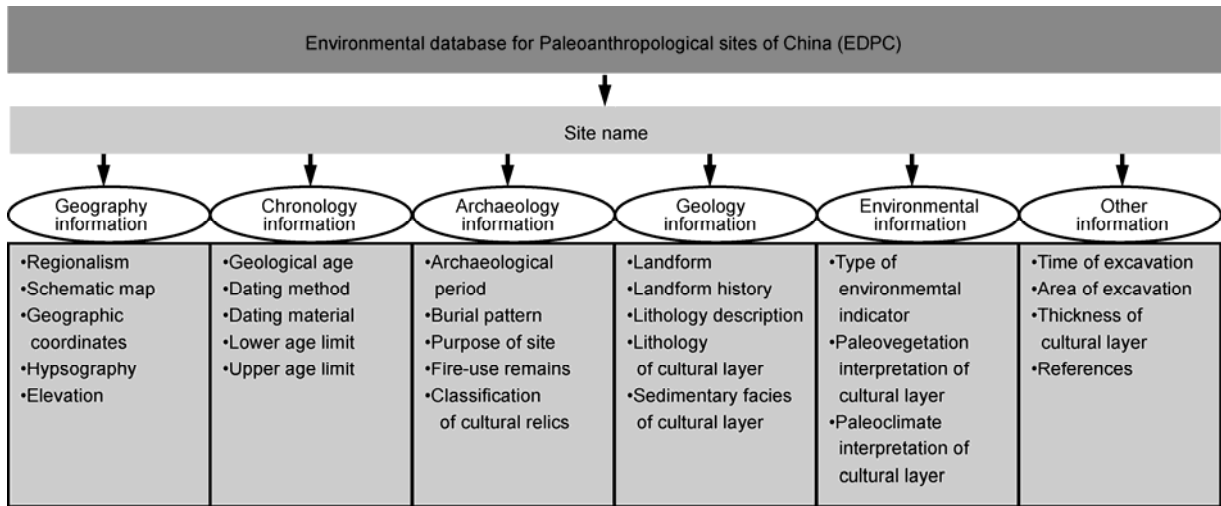 Environmental database for Paleoanthropological sites of China (EDPC)
Site name
Geography
information
Chronology
information
Archaeology
information
Geology
information
Environmental
information
Other
information
•Regionalism
•Schematic map
•Geographic
coordinates
•Hypsography
•Elevation
•Geological age
•Dating method
•Dating material
•Lower age limit
•Upper age limit
•Archaeological
period
•Burial pattern
•Purpose of site
•Fire-use remains
•Classification
of cultural relics
•Landform
•Landform history
•Lithology description
•Lithology
of cultural layer
•Sedimentary facies
of cultural layer
•Type of
environmemtal
indicator
•Paleovegetation
interpretation of
cultural layer
•Paleoclimate
interpretation of
cultural layer
•Time of excavation
•Area of excavation
•Thickness of
cultural layer
•References